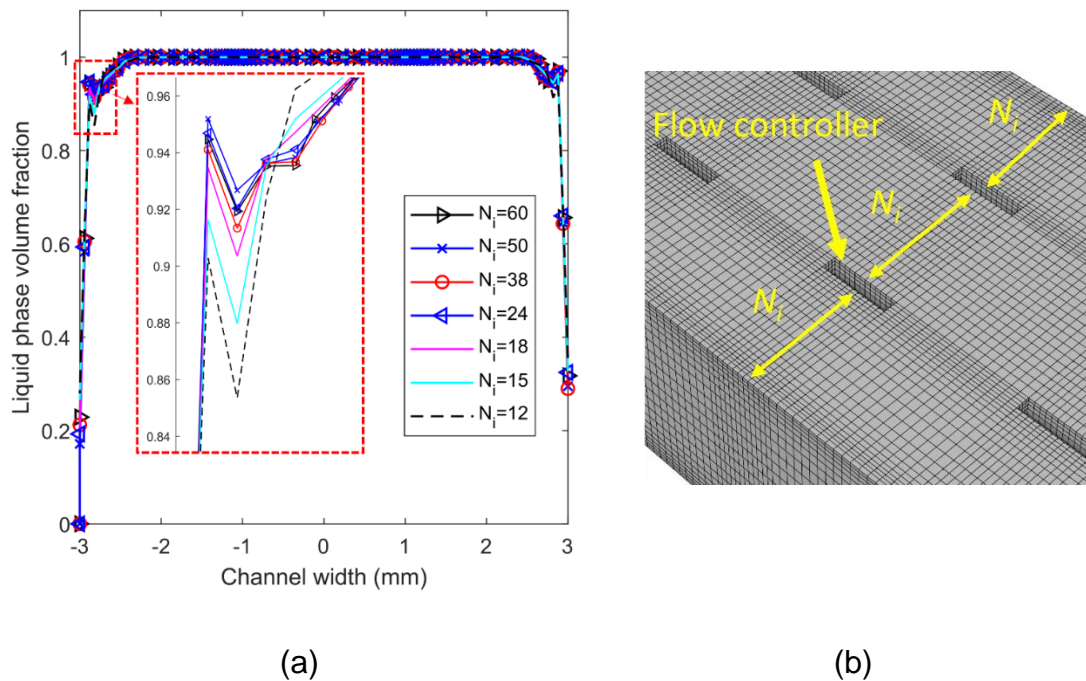 1
0.8
0.6
0.4
0.2
0
Liquid phase volume fraction
-3
-2
-1
0
1
2
3
Channel width (mm)
0.96
0.94
0.92
0.9
0.88
0.86
0.84
N_i=60
N_i=50
N_i=38
N_i=24
N_i=18
N_i=15
N_i=12
(a)
Flow controller
N_i
N_i
N_i
(b)